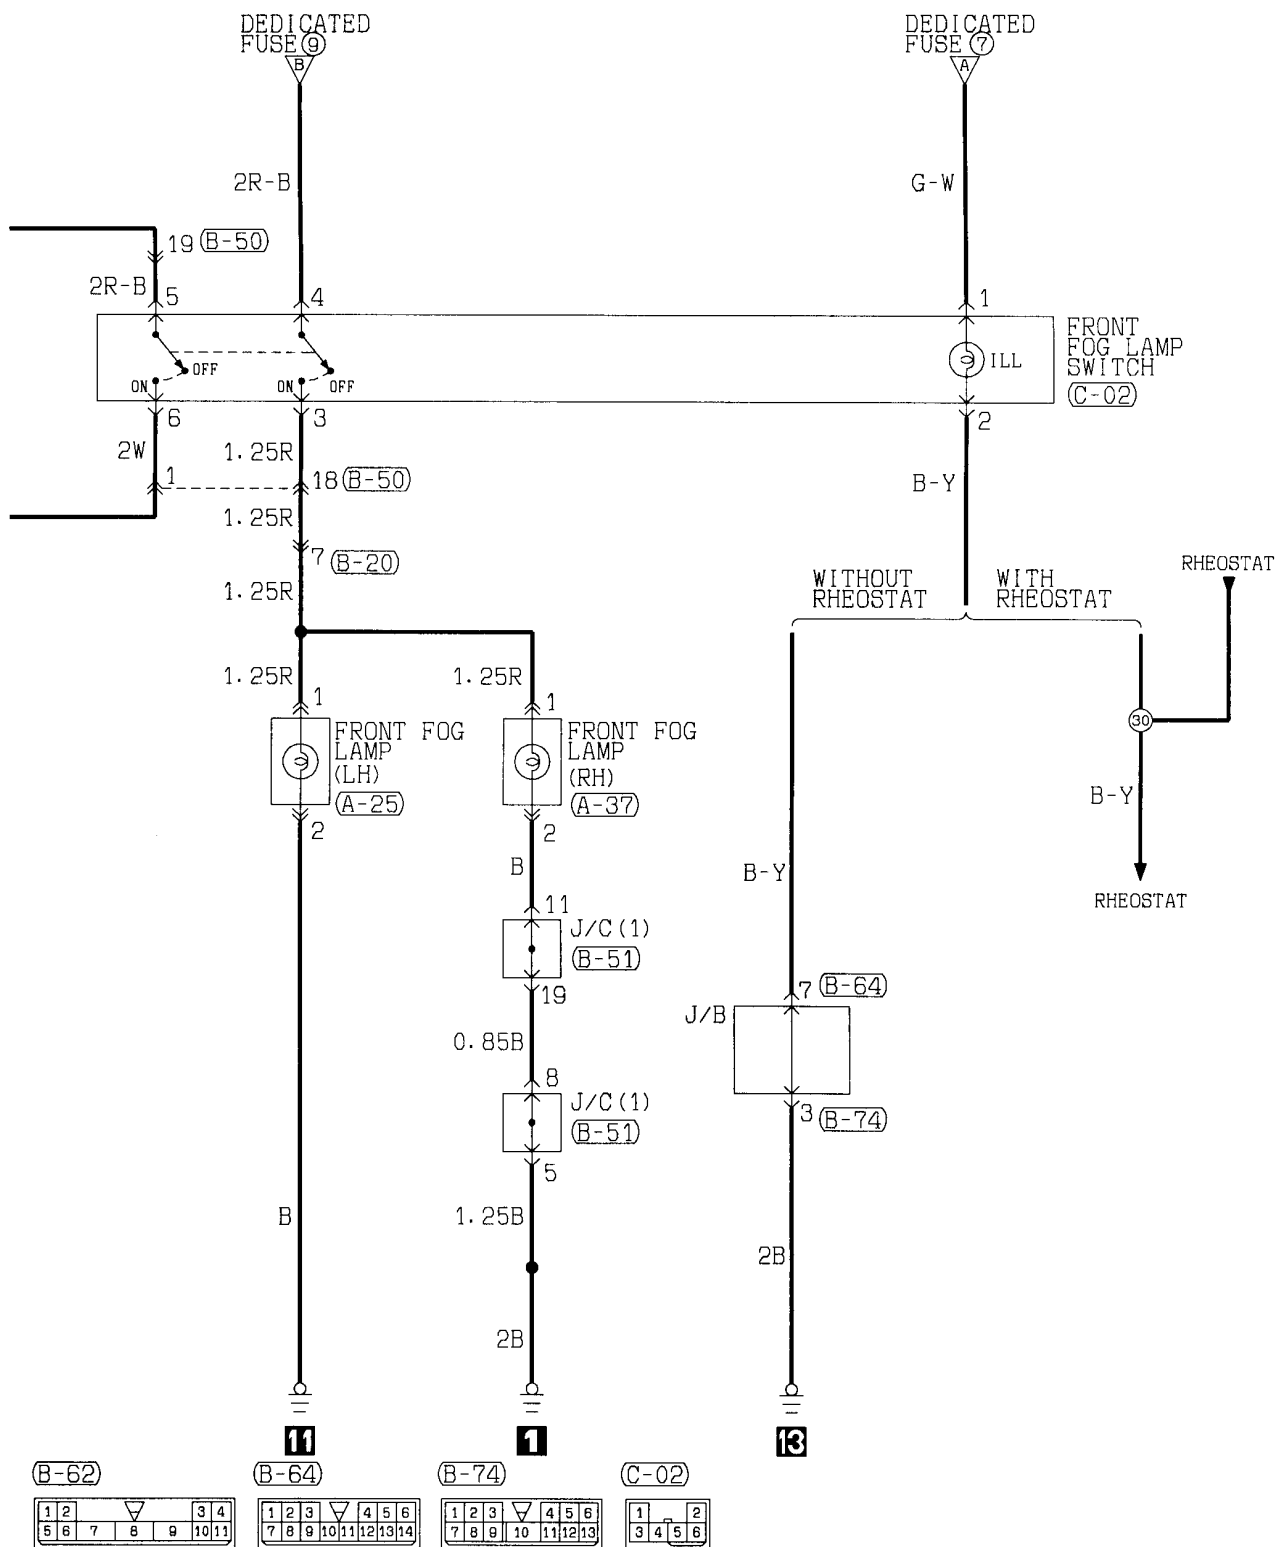 DEDICATED
FUSE ⑨
B
DEDICATED
FUSE ⑦
A
2R-B
G-W
19 (B-50)
2R-B
5
4
1
FRONT
FOG LAMP
SWITCH
(C-02)
OFF
ON
OFF
ON
ILL
6
3
2
2W
1.25R
B-Y
1
18 (B-50)
1.25R
7 (B-20)
1.25R
WITHOUT
RHEOSTAT
WITH
RHEOSTAT
RHEOSTAT
1.25R
1
1.25R
1
30
FRONT FOG
LAMP
(LH)
(A-25)
FRONT FOG
LAMP
(RH)
(A-37)
2
2
B-Y
RHEOSTAT
B
B-Y
11
J/C(1)
(B-51)
19
7 (B-64)
J/B
0.85B
8
J/C(1)
(B-51)
3 (B-74)
5
B
1.25B
2B
2B
11
1
13
(B-62)
(B-64)
(B-74)
(C-02)
1 2 3 4
5 6 7 8 9 10 11
1 2 3 4 5 6
7 8 9 10 11 12 13 14
1 2 3 4 5 6
7 8 9 10 11 12 13
1 2
3 4 5 6